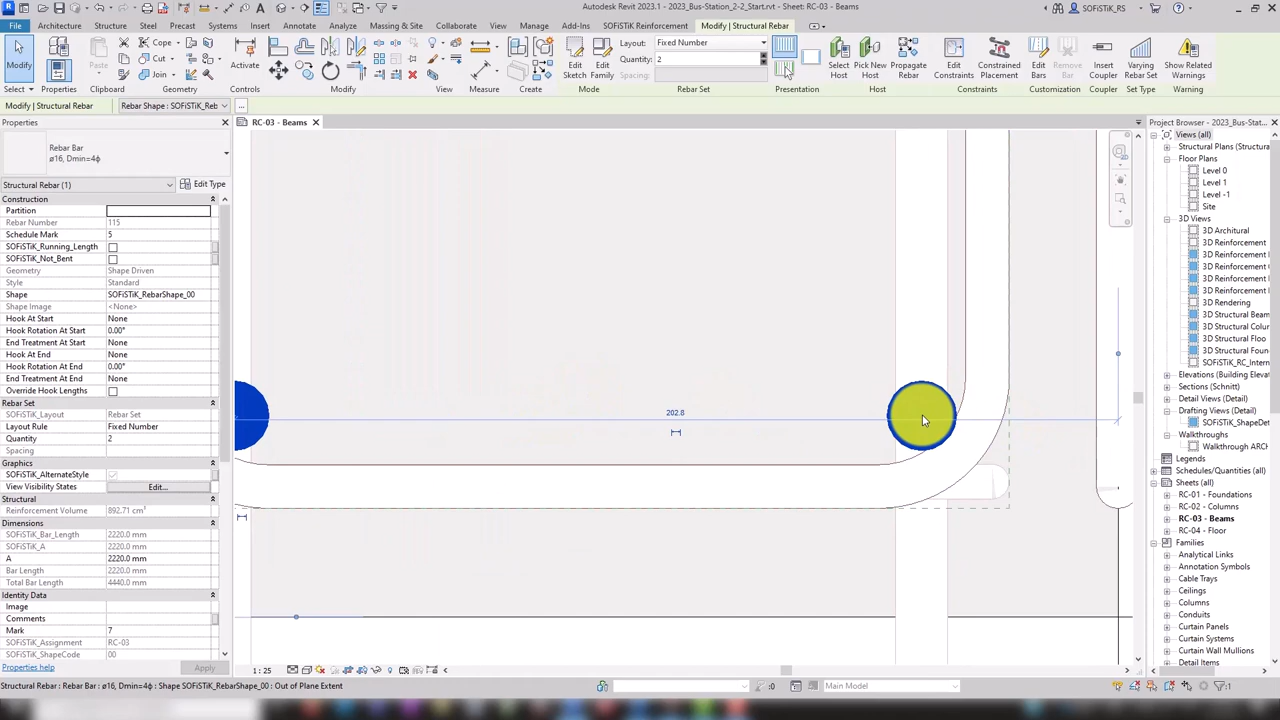 Autodesk Revit 2023.1 - 2023_Bus-Station_2-2_Start.rvt - Sheet: RC-03 - Beams
SOFiSTiK_RS
File Architecture Structure Steel Precast Systems Insert Annotate Analyze Massing & Site Collaborate View Manage Add-Ins SOFiSTiK Reinforcement Modify | Structural Rebar
Modify
Paste
Cope
Cut
Join
Activate
Edit Sketch
Edit Family
Layout: Fixed Number
Quantity: 2
Spacing:
Select Host
Pick New Host
Propagate Rebar
Edit Constraints
Constrained Placement
Edit Bars
Insert Coupler
Varying Rebar Set
Show Related Warnings
Select Properties Clipboard Geometry Controls Modify View Measure Create Mode Rebar Set Presentation Host Constraints Customization Coupler Set Type Warning
Modify | Structural Rebar
Rebar Shape : SOFiSTiK_Reb
...
Properties
Rebar Bar
ø16, Dmin=4ϕ
Structural Rebar (1)
Edit Type
Construction
Partition
Rebar Number 115
Schedule Mark 5
SOFiSTiK_Running_Length
SOFiSTiK_Not_Bent
Geometry Shape Driven
Style Standard
Shape SOFiSTiK_RebarShape_00
Shape Image <None>
Hook At Start None
Hook Rotation At Start 0.00°
End Treatment At Start None
Hook At End None
Hook Rotation At End 0.00°
End Treatment At End None
Override Hook Lengths
Rebar Set
SOFiSTiK_Layout Rebar Set
Layout Rule Fixed Number
Quantity 2
Spacing
Graphics
SOFiSTiK_AlternateStyle
View Visibility States Edit...
Structural
Reinforcement Volume 892.71 cm³
Dimensions
SOFiSTiK_Bar_Length 2220.0 mm
SOFiSTiK_A 2220.0 mm
A 2220.0 mm
Bar Length 2220.0 mm
Total Bar Length 4440.0 mm
Identity Data
Image
Comments
Mark 7
SOFiSTiK_Assignment RC-03
SOFiSTiK_ShapeCode 00
Properties help
Apply
RC-03 - Beams
202.8
1 : 25
Project Browser - 2023_Bus-Stat...
Views (all)
Structural Plans (Structura
Floor Plans
Level 0
Level 1
Level -1
Site
3D Views
3D Architural
3D Reinforcement
3D Reinforcement I
3D Reinforcement
3D Reinforcement I
3D Reinforcement I
3D Rendering
3D Structural Beam
3D Structural Colu
3D Structural Floo
3D Structural Foun
SOFiSTiK_RC_Intern
Elevations (Building Elevat
Sections (Schnitt)
Detail Views (Detail)
Drafting Views (Detail)
SOFiSTiK_ShapeDet
Walkthroughs
Walkthrough ARCH
Legends
Schedules/Quantities (all)
Sheets (all)
RC-01 - Foundations
RC-02 - Columns
RC-03 - Beams
RC-04 - Floor
Families
Analytical Links
Annotation Symbols
Cable Trays
Ceilings
Columns
Conduits
Curtain Panels
Curtain Systems
Curtain Wall Mullions
Detail Items
Structural Rebar : Rebar Bar : ø16, Dmin=4ϕ : Shape SOFiSTiK_RebarShape_00 : Out of Plane Extent
:0
Main Model
:1